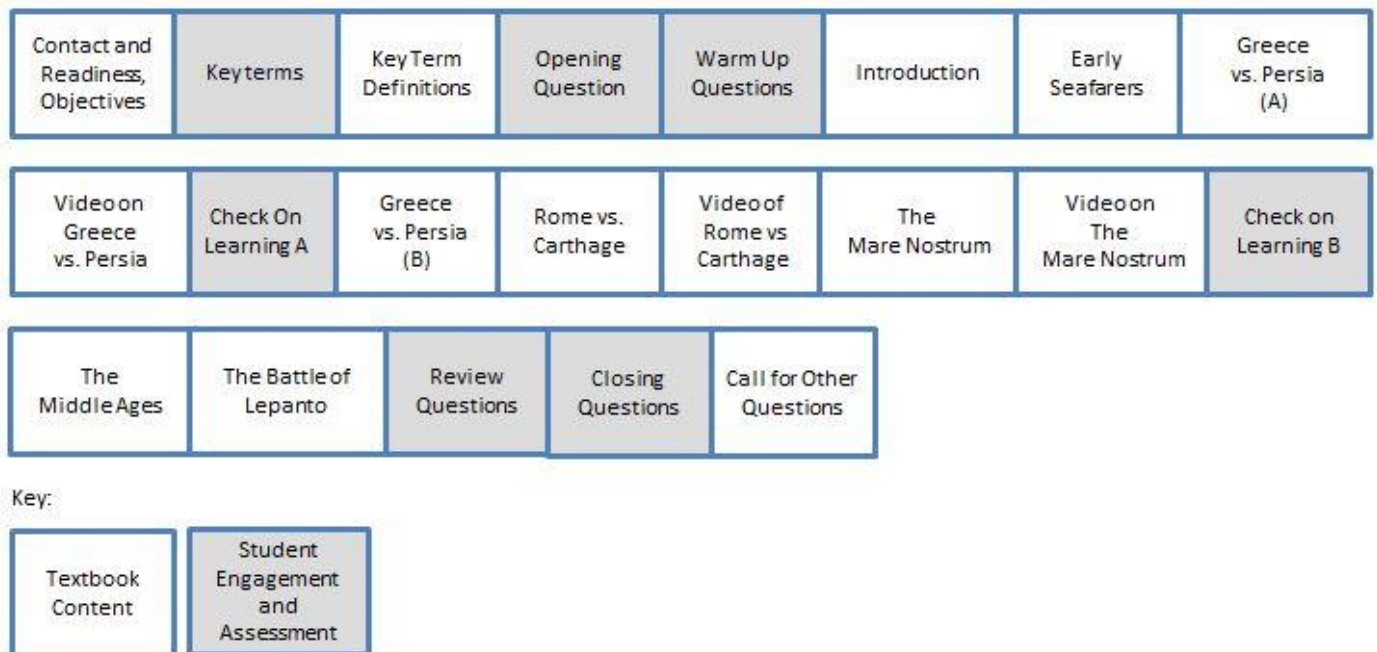 Contact and
Readiness,
Objectives
Key terms
Key Term
Definitions
Opening
Question
Warm Up
Questions
Introduction
Early
Seafarers
Greece
vs. Persia
(A)
Video on
Greece
vs. Persia
Check On
Learning A
Greece
vs. Persia
(B)
Rome vs.
Carthage
Video of
Rome vs
Carthage
The
Mare Nostrum
Video on
The
Mare Nostrum
Check on
Learning B
The
Middle Ages
The Battle of
Lepanto
Review
Questions
Closing
Questions
Call for Other
Questions
Key:
Textbook
Content
Student
Engagement
and
Assessment